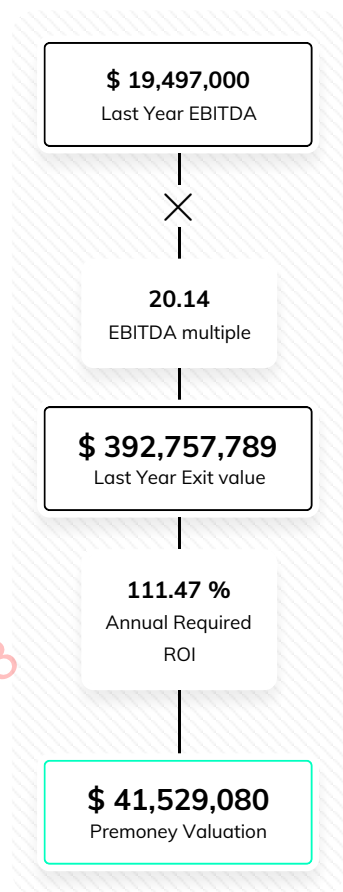 $ 19,497,000
Last Year EBITDA
20.14
EBITDA multiple
$ 392,757,789
Last Year Exit value
111.47 %
Annual Required
ROI
$ 41,529,080
Premoney Valuation